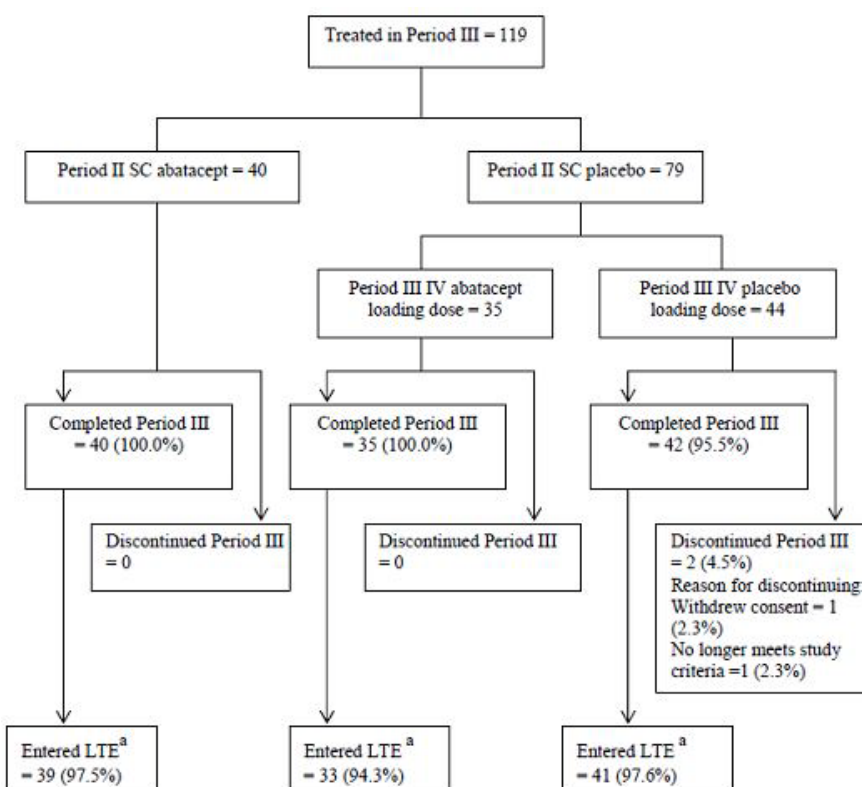 Treated in Period III = 119
Period II SC abatacept = 40
Period II SC placebo = 79
Period III IV abatacept
loading dose = 35
Period III IV placebo
loading dose = 44
Completed Period III
= 40 (100.0%)
Completed Period III
= 35 (100.0%)
Completed Period III
= 42 (95.5%)
Discontinued Period III
= 0
Discontinued Period III
= 0
Discontinued Period III
= 2 (4.5%)
Reason for discontinuing:
Withdrew consent = 1
(2.3%)
No longer meets study
criteria =1 (2.3%)
Entered LTE a
= 39 (97.5%)
Entered LTE a
= 33 (94.3%)
Entered LTE a
= 41 (97.6%)